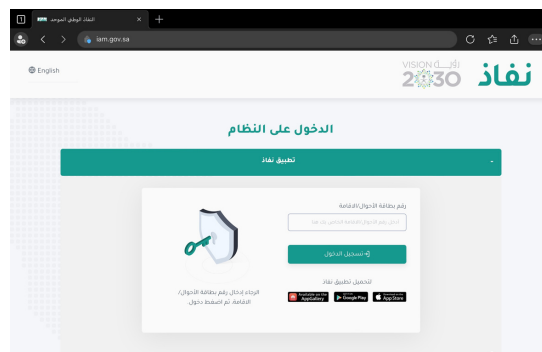 1
النفاذ الوطني الموحد
iam.gov.sa
English
VISION رؤيـــة
2030
نفاذ
الدخول على النظام
تطبيق نفاذ
رقم بطاقة الأحوال/الاقامة
تسجيل الدخول
لتحميل تطبيق نفاذ
الرجاء إدخال رقم بطاقة الأحوال/
الاقامة، ثم اضغط دخول.
AppGallery
Google Play
App Store